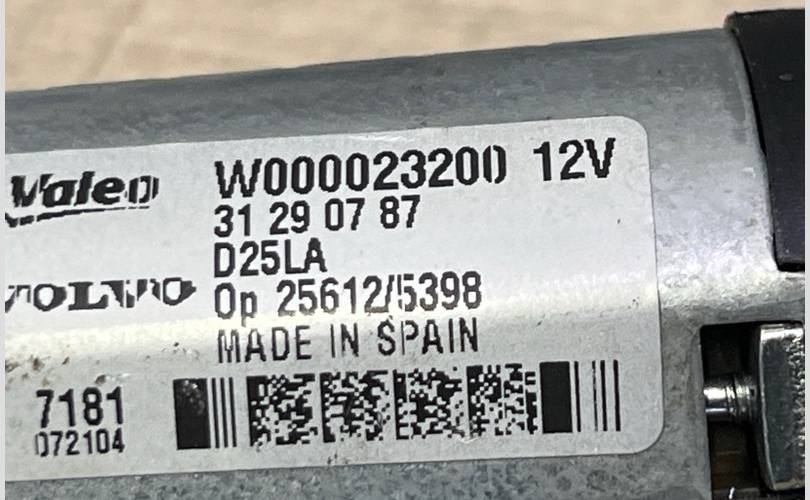 Valeo
W000023200 12V
31 29 07 87
D25LA
VOLVO
Op 25612/5398
MADE IN SPAIN
7181
072104